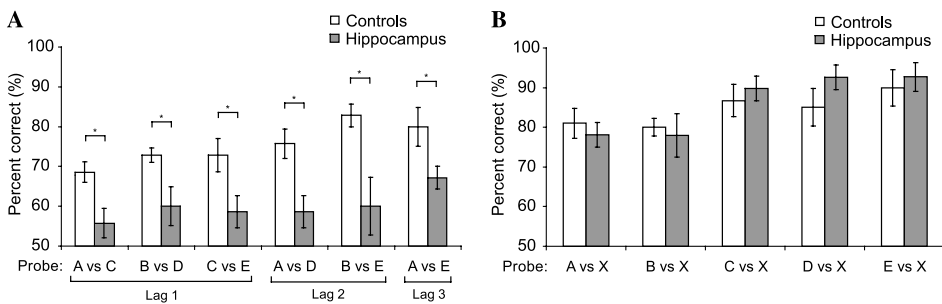 A
Controls
Hippocampus
Percent correct (%)
100
90
80
70
60
50
* * * * * *
Probe: A vs C B vs D C vs E A vs D B vs E A vs E
Lag 1 Lag 2 Lag 3
B
Controls
Hippocampus
Percent correct (%)
100
90
80
70
60
50
Probe: A vs X B vs X C vs X D vs X E vs X